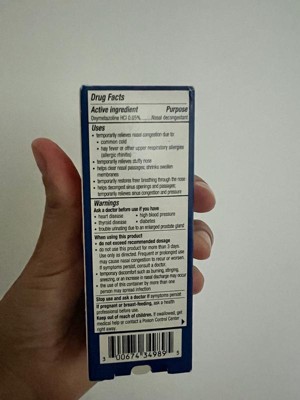 Drug Facts
Active ingredient Purpose
Oxymetazoline HCl 0.05% ...... Nasal decongestant
Uses
• temporarily relieves nasal congestion due to:
• common cold
• hay fever or other upper respiratory allergies
(allergic rhinitis)
• temporarily relieves stuffy nose
• helps clear nasal passages; shrinks swollen
membranes
• temporarily restores freer breathing through the nose
• helps decongest sinus openings and passages;
temporarily relieves sinus congestion and pressure
Warnings
Ask a doctor before use if you have
• heart disease • high blood pressure
• thyroid disease • diabetes
• trouble urinating due to an enlarged prostate gland
When using this product
• do not exceed recommended dosage
• do not use this product for more than 3 days.
Use only as directed. Frequent or prolonged use
may cause nasal congestion to recur or worsen.
If symptoms persist, consult a doctor.
• temporary discomfort such as burning, stinging,
sneezing, or an increase in nasal discharge may occur
• the use of this container by more than one
person may spread infection
Stop use and ask a doctor if symptoms persist
If pregnant or breast-feeding, ask a health
professional before use.
Keep out of reach of children. If swallowed, get
medical help or contact a Poison Control Center
right away.
3 00674 34989 5